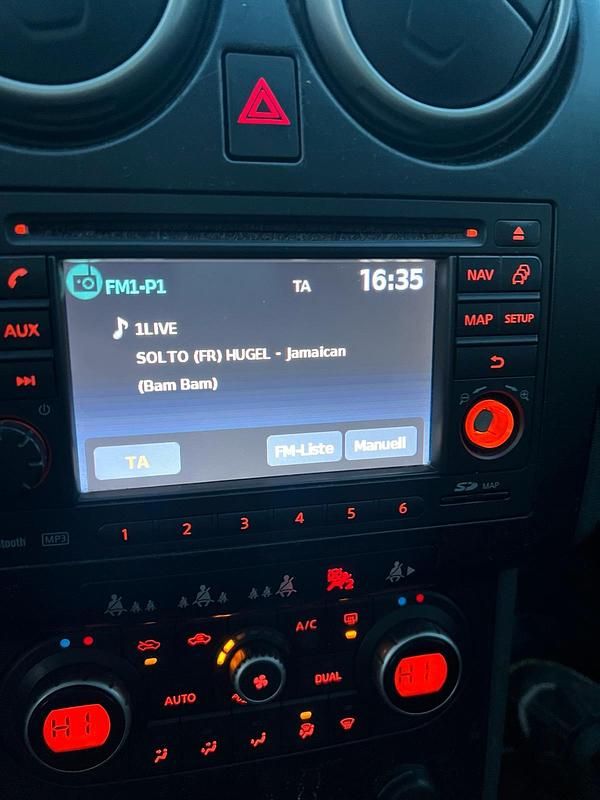 FM1-P1 TA 16:35
1LIVE
SOLTO (FR) HUGEL - Jamaican
(Bam Bam)
TA FM-Liste Manuell
AUX
NAV
MAP SETUP
SD MAP
1 2 3 4 5 6
MP3
A/C
AUTO DUAL
HI HI